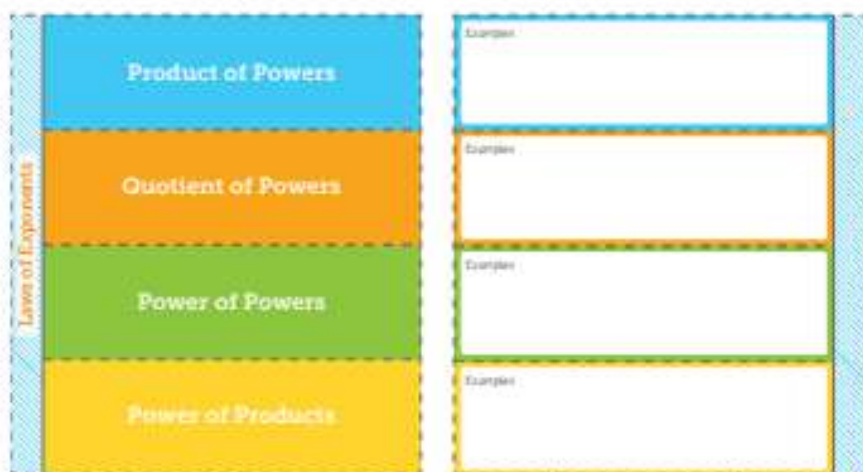 Laws of Exponents
Product of Powers
Examples
Quotient of Powers
Examples
Power of Powers
Examples
Power of Products
Examples